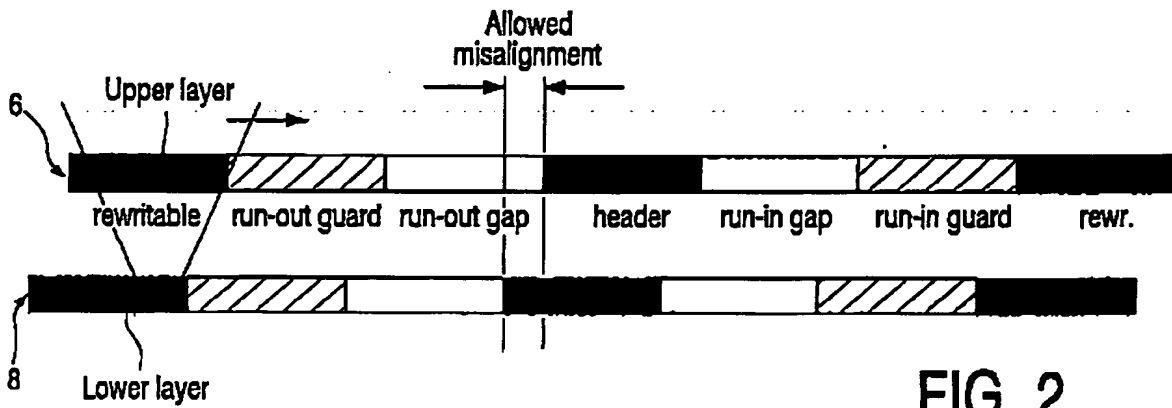 Allowed
misalignment
Upper layer
6
rewritable run-out guard run-out gap header run-in gap run-in guard rewr.
8
Lower layer
FIG. 2